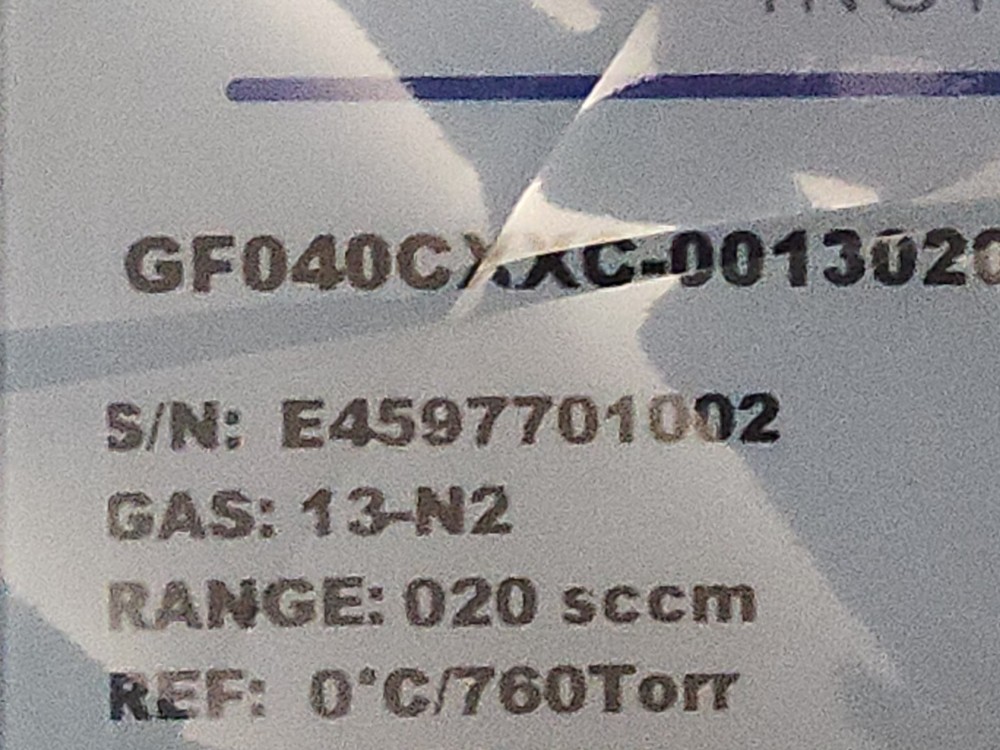 GF040CXXC-0013020
S/N: E4597701002
GAS: 13-N2
RANGE: 020 sccm
REF: 0°C/760Torr